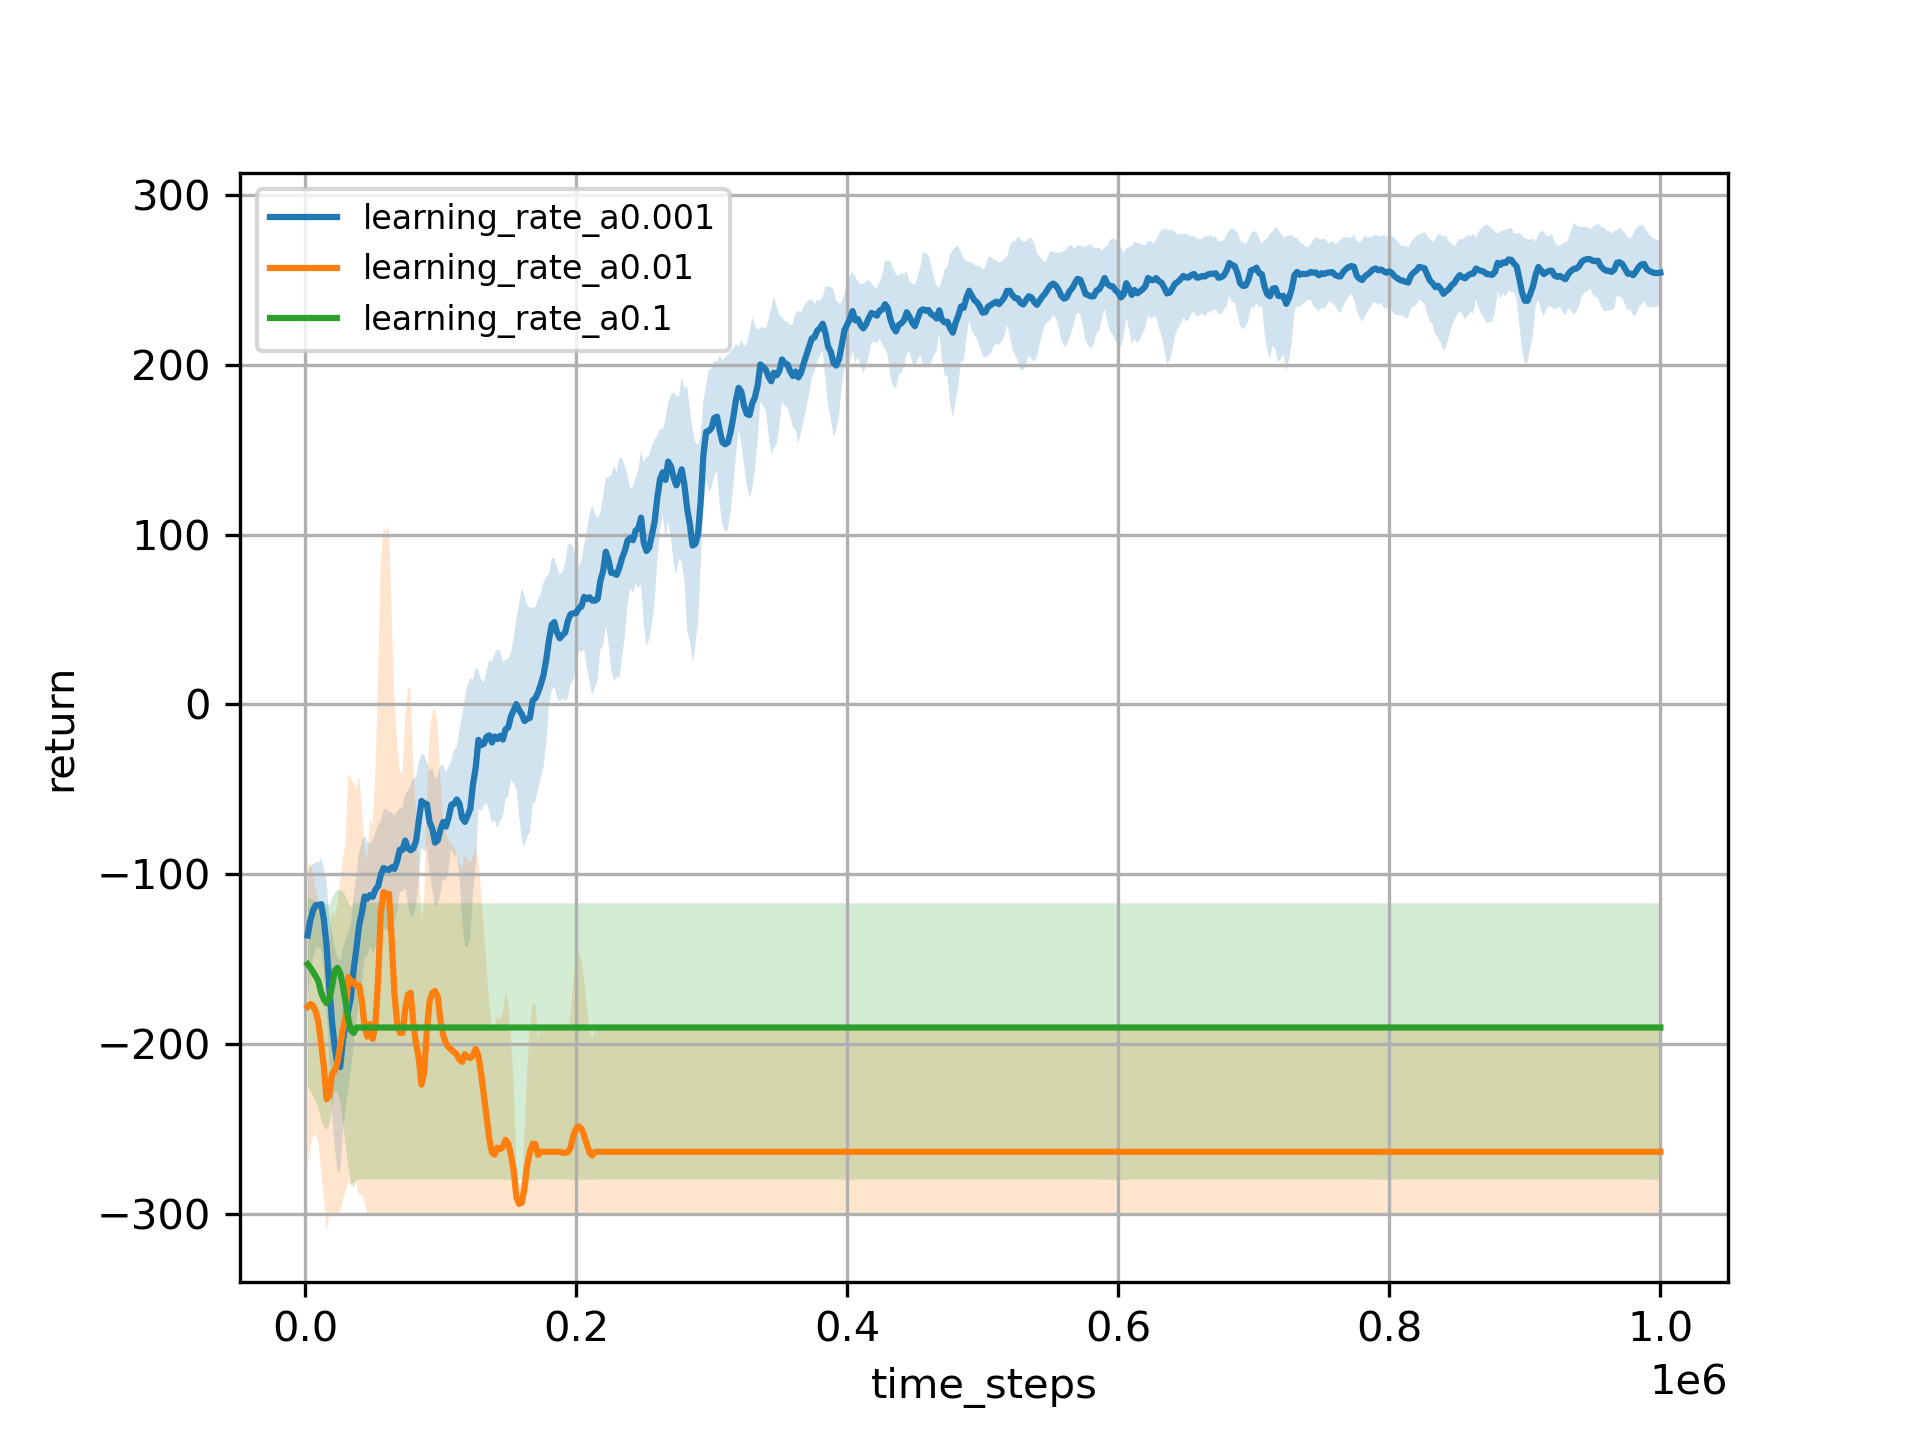 learning_rate_a0.001
learning_rate_a0.01
learning_rate_a0.1
300
200
100
0
−100
−200
−300
return
0.0 0.2 0.4 0.6 0.8 1.0
1e6
time_steps